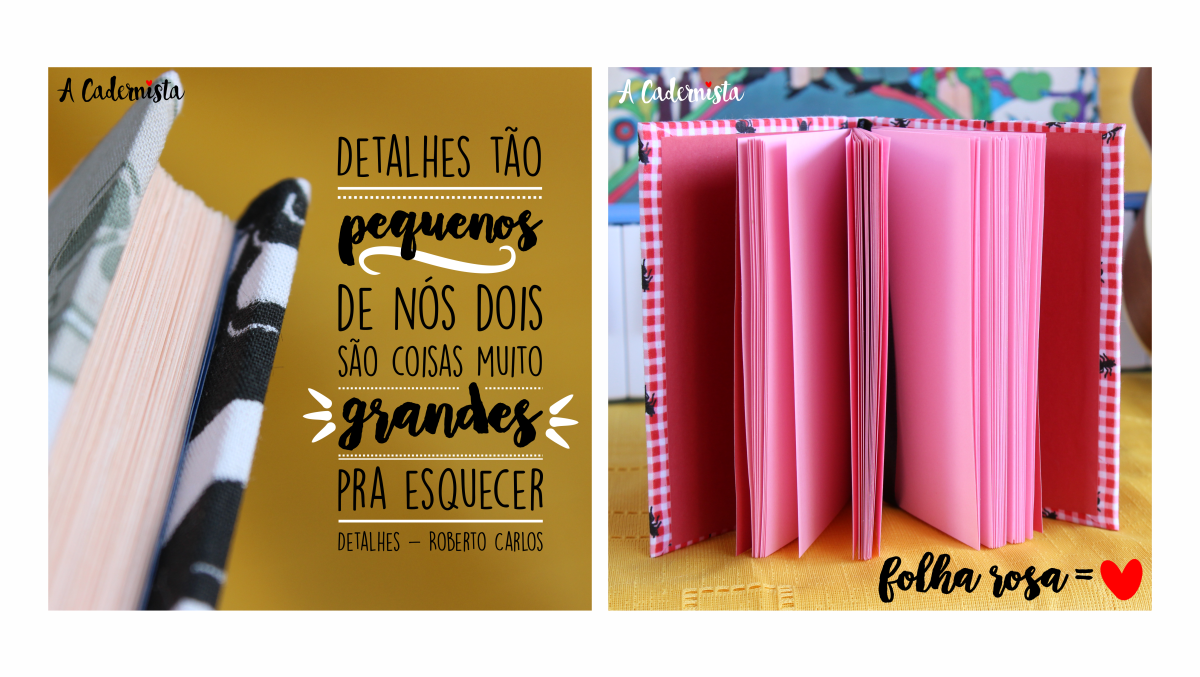 A Cadernista
DETALHES TÃO
pequenos
DE NÓS DOIS
SÃO COISAS MUITO
grandes
PRA ESQUECER
DETALHES – ROBERTO CARLOS
A Cadernista
folha rosa =